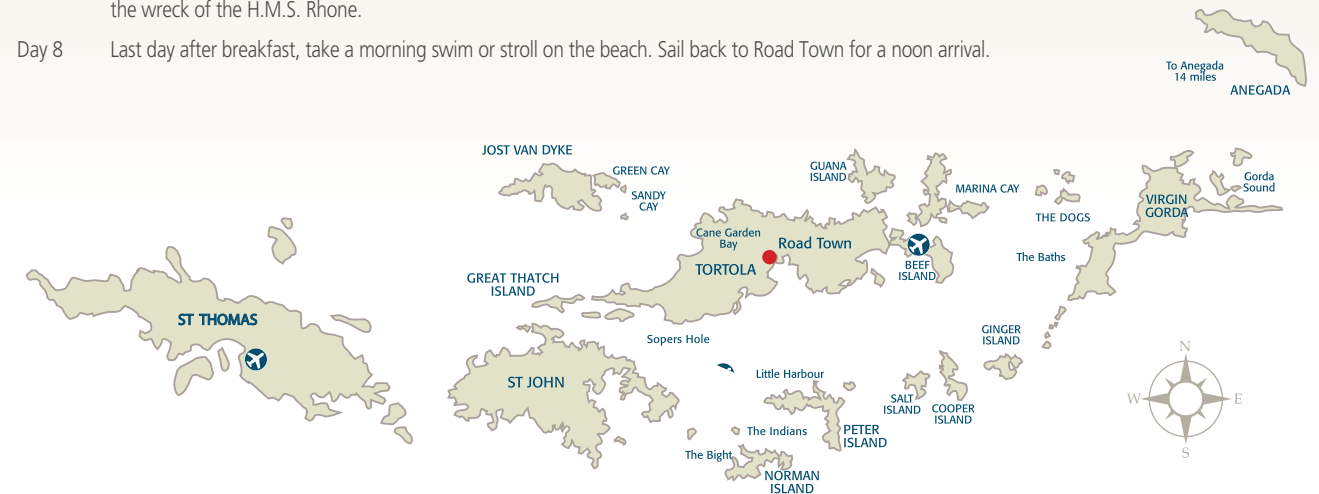 the wreck of the H.M.S. Rhone.
Day 8 Last day after breakfast, take a morning swim or stroll on the beach. Sail back to Road Town for a noon arrival.
To Anegada
14 miles
ANEGADA
JOST VAN DYKE
GREEN CAY
SANDY
CAY
GUANA
ISLAND
MARINA CAY
THE DOGS
Gorda
Sound
VIRGIN
GORDA
Cane Garden
Bay
Road Town
TORTOLA
BEEF
ISLAND
The Baths
GREAT THATCH
ISLAND
ST THOMAS
Sopers Hole
GINGER
ISLAND
ST JOHN
Little Harbour
SALT
ISLAND
COOPER
ISLAND
The Indians
PETER
ISLAND
The Bight
NORMAN
ISLAND
N
W
E
S